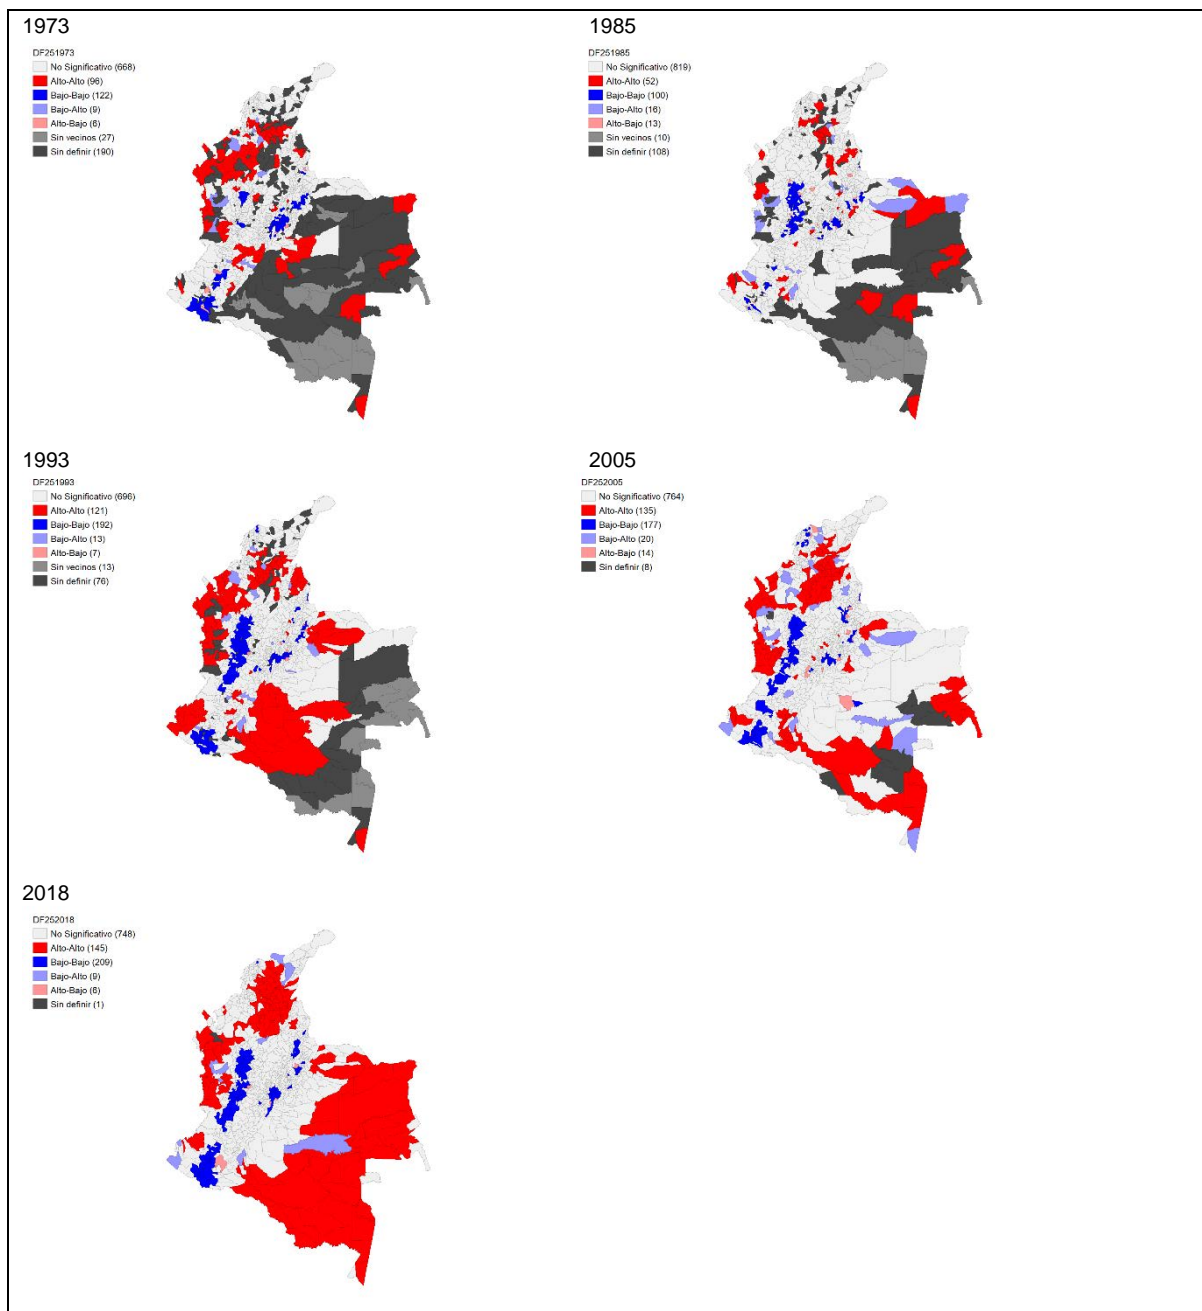 1973
DF251973
No Significativo (668)
Alto-Alto (96)
Bajo-Bajo (122)
Bajo-Alto (9)
Alto-Bajo (6)
Sin vecinos (27)
Sin definir (190)
1985
DF251985
No Significativo (819)
Alto-Alto (52)
Bajo-Bajo (100)
Bajo-Alto (16)
Alto-Bajo (13)
Sin vecinos (10)
Sin definir (108)
1993
DF251993
No Significativo (696)
Alto-Alto (121)
Bajo-Bajo (192)
Bajo-Alto (13)
Alto-Bajo (7)
Sin vecinos (13)
Sin definir (76)
2005
DF252005
No Significativo (764)
Alto-Alto (135)
Bajo-Bajo (177)
Bajo-Alto (20)
Alto-Bajo (14)
Sin definir (8)
2018
DF252018
No Significativo (748)
Alto-Alto (145)
Bajo-Bajo (209)
Bajo-Alto (9)
Alto-Bajo (6)
Sin definir (1)